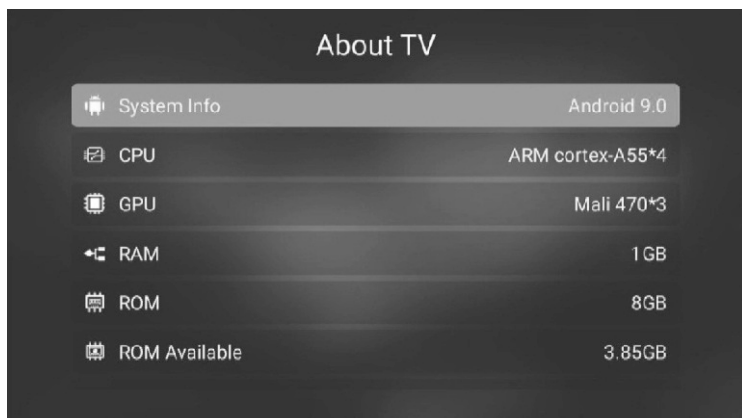 About TV
System Info Android 9.0
CPU ARM cortex-A55*4
GPU Mali 470*3
RAM 1GB
ROM 8GB
ROM Available 3.85GB